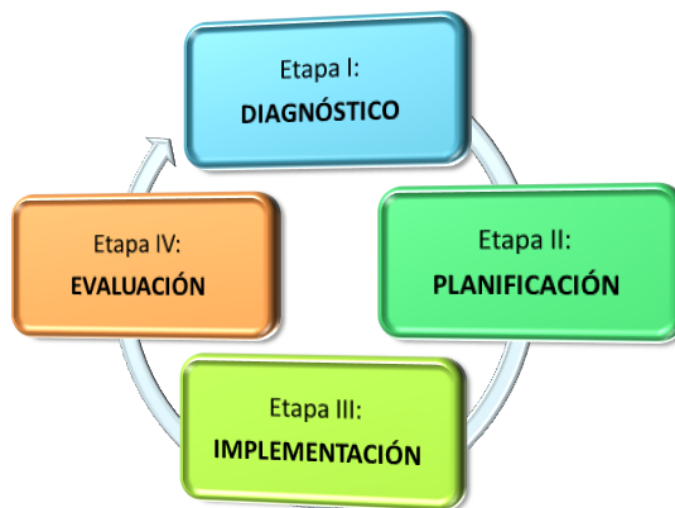 Etapa I:
DIAGNÓSTICO
Etapa II:
PLANIFICACIÓN
Etapa III:
IMPLEMENTACIÓN
Etapa IV:
EVALUACIÓN